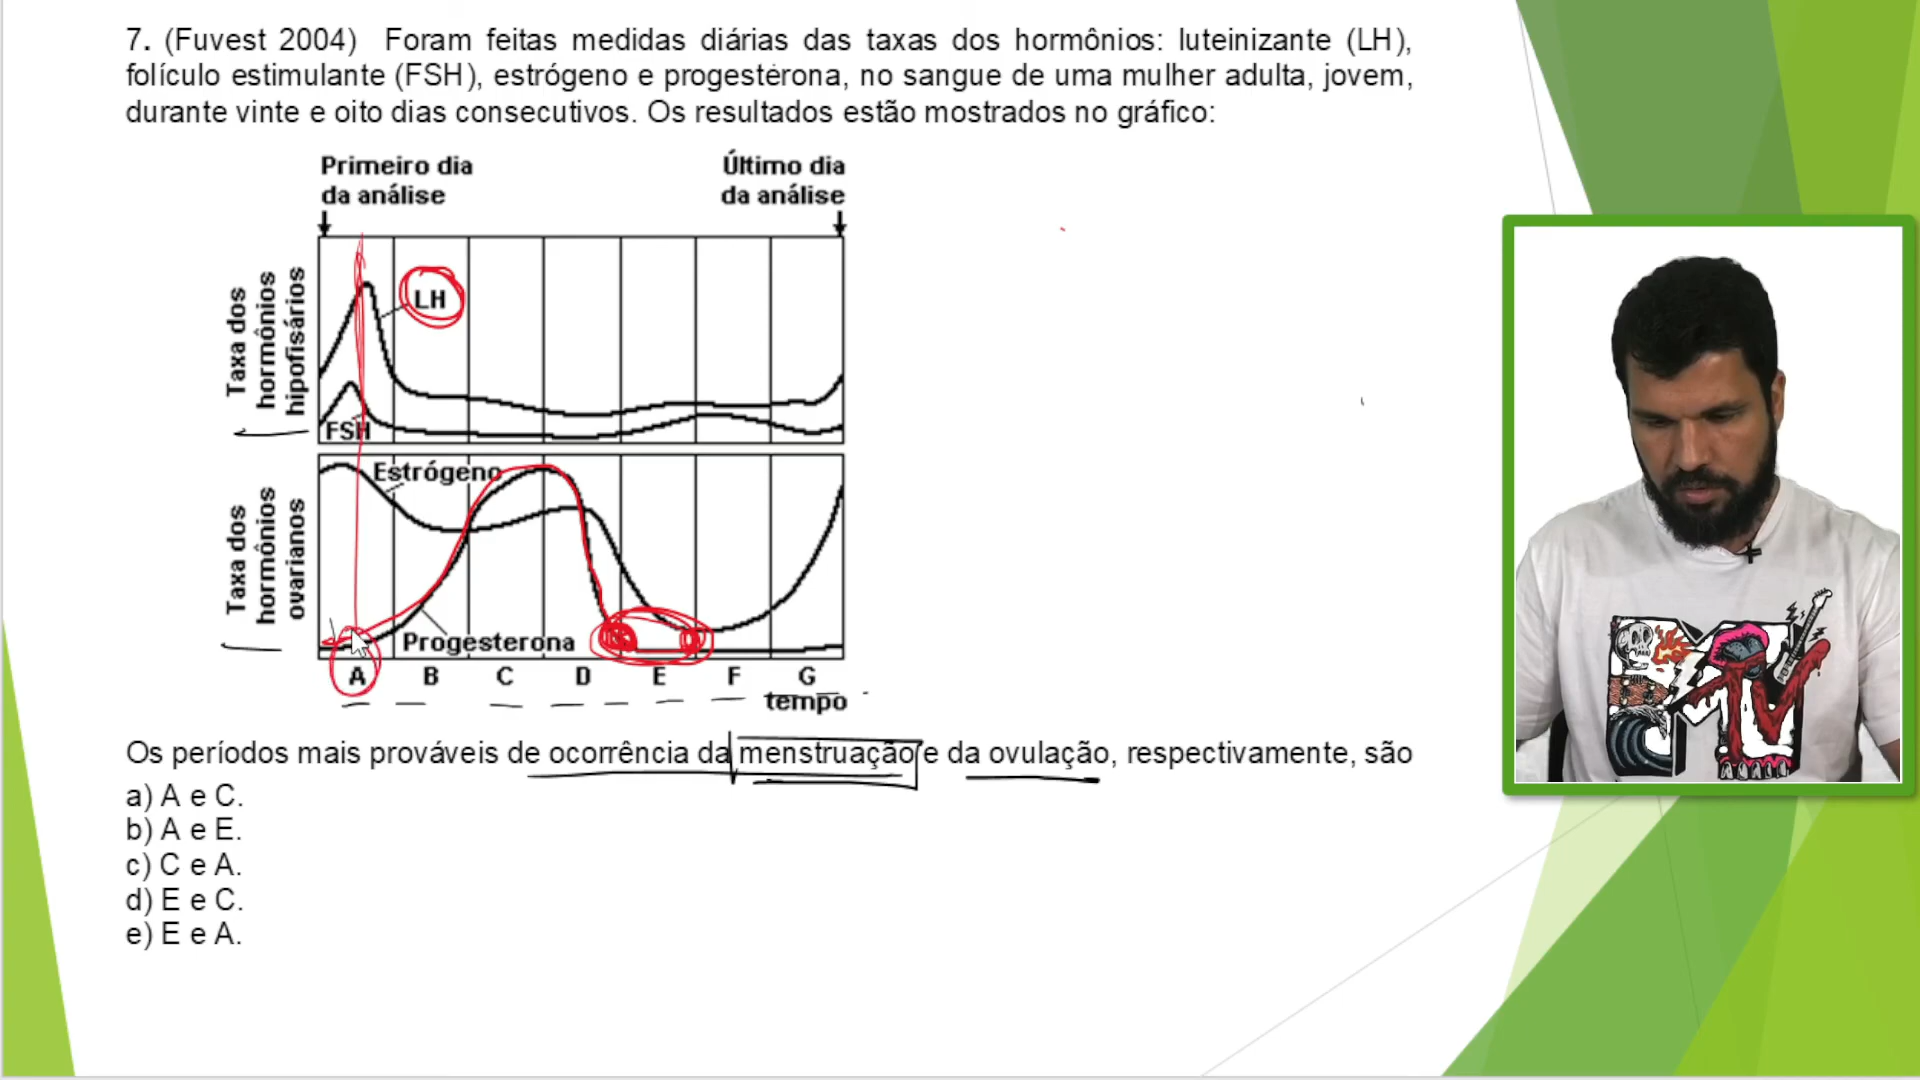 7. (Fuvest 2004) Foram feitas medidas diárias das taxas dos hormônios: luteinizante (LH),
folículo estimulante (FSH), estrógeno e progesterona, no sangue de uma mulher adulta, jovem,
durante vinte e oito dias consecutivos. Os resultados estão mostrados no gráfico:
Primeiro dia
da análise
Último dia
da análise
Taxa dos
hormônios
hipofisários
LH
FSH
Taxa dos
hormônios
ovarianos
Estrógeno
Progesterona
A B C D E F G
tempo
Os períodos mais prováveis de ocorrência da menstruação e da ovulação, respectivamente, são
a) A e C.
b) A e E.
c) C e A.
d) E e C.
e) E e A.
MTV